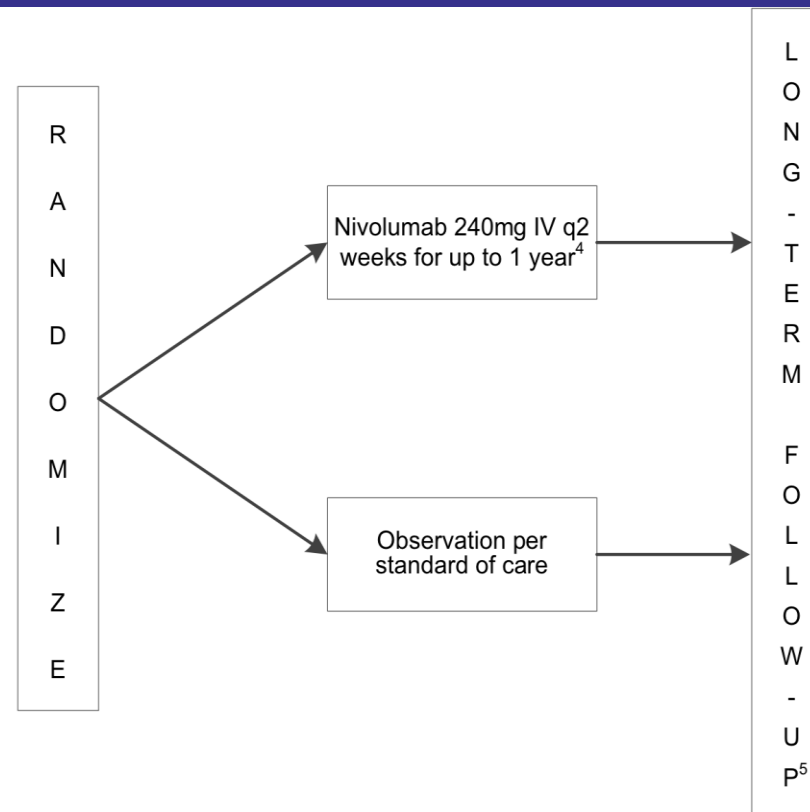 R
A
N
D
O
M
I
Z
E
Nivolumab 240mg IV q2
weeks for up to 1 year⁴
Observation per
standard of care
L
O
N
G
-
T
E
R
M
F
O
L
L
O
W
-
U
P⁵